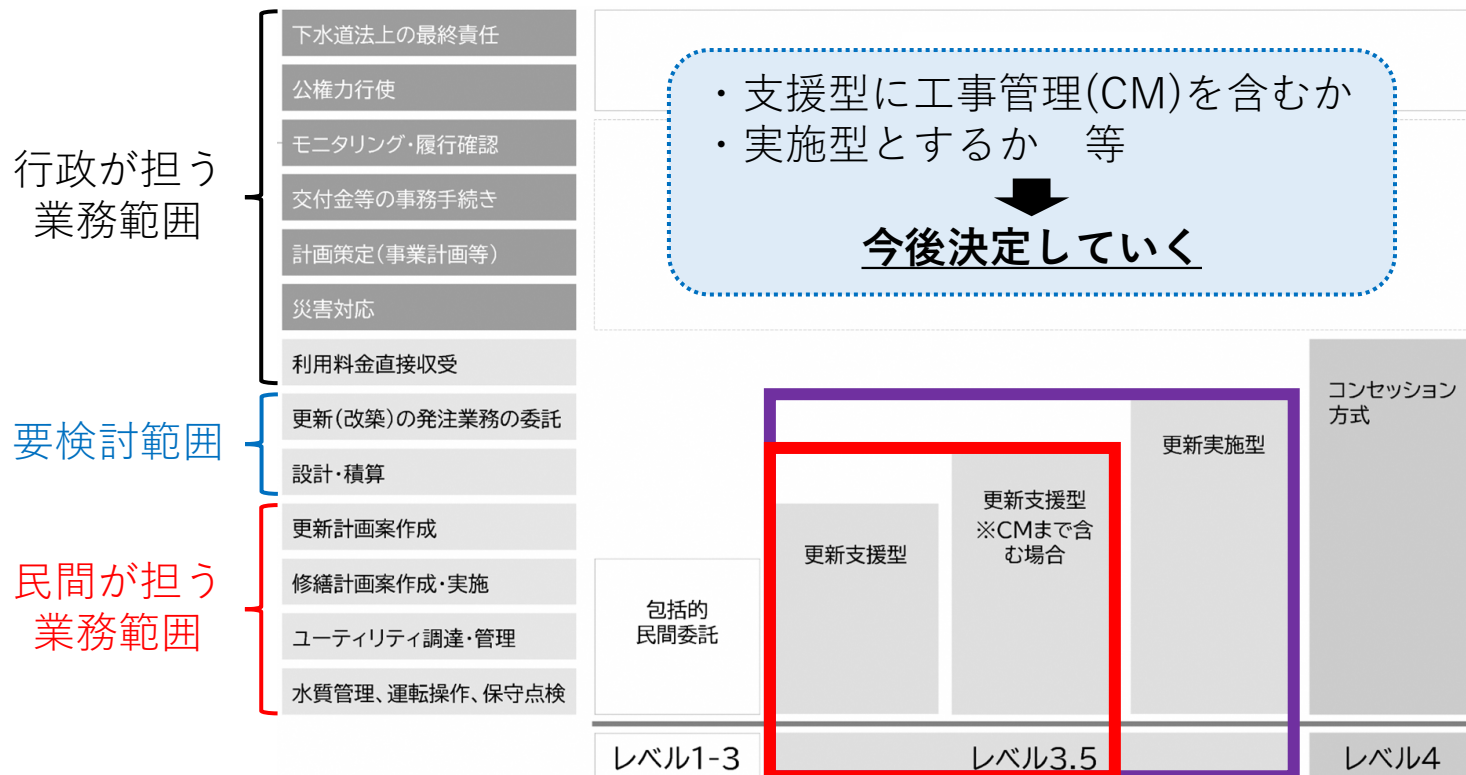 行政が担う
業務範囲
要検討範囲
民間が担う
業務範囲
下水道法上の最終責任
公権力行使
モニタリング・履行確認
交付金等の事務手続き
計画策定（事業計画等）
災害対応
利用料金直接収受
更新（改築）の発注業務の委託
設計・積算
更新計画案作成
修繕計画案作成・実施
ユーティリティ調達・管理
水質管理、運転操作、保守点検
・支援型に工事管理(CM)を含むか
・実施型とするか　等
今後決定していく
包括的
民間委託
更新支援型
更新支援型
※CMまで含
む場合
更新実施型
コンセッション
方式
レベル1-3
レベル3.5
レベル4